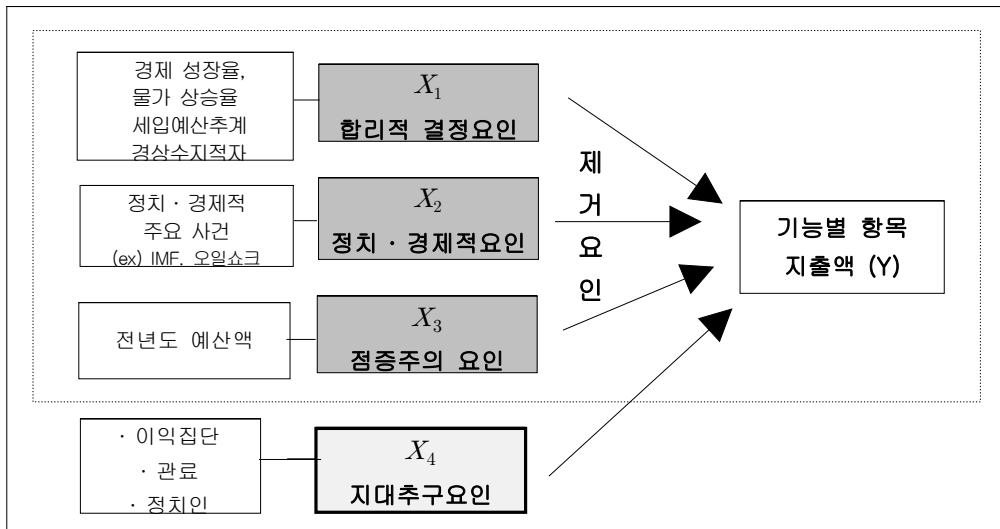 경제 성장율,
물가 상승율
세입예산추계
경상수지적자
X₁
합리적 결정요인
정치 · 경제적
주요 사건
(ex) IMF. 오일쇼크
X₂
정치 · 경제적요인
전년도 예산액
X₃
점증주의 요인
· 이익집단
· 관료
· 정치인
X₄
지대추구요인
제
거
요
인
기능별 항목
지출액 (Y)